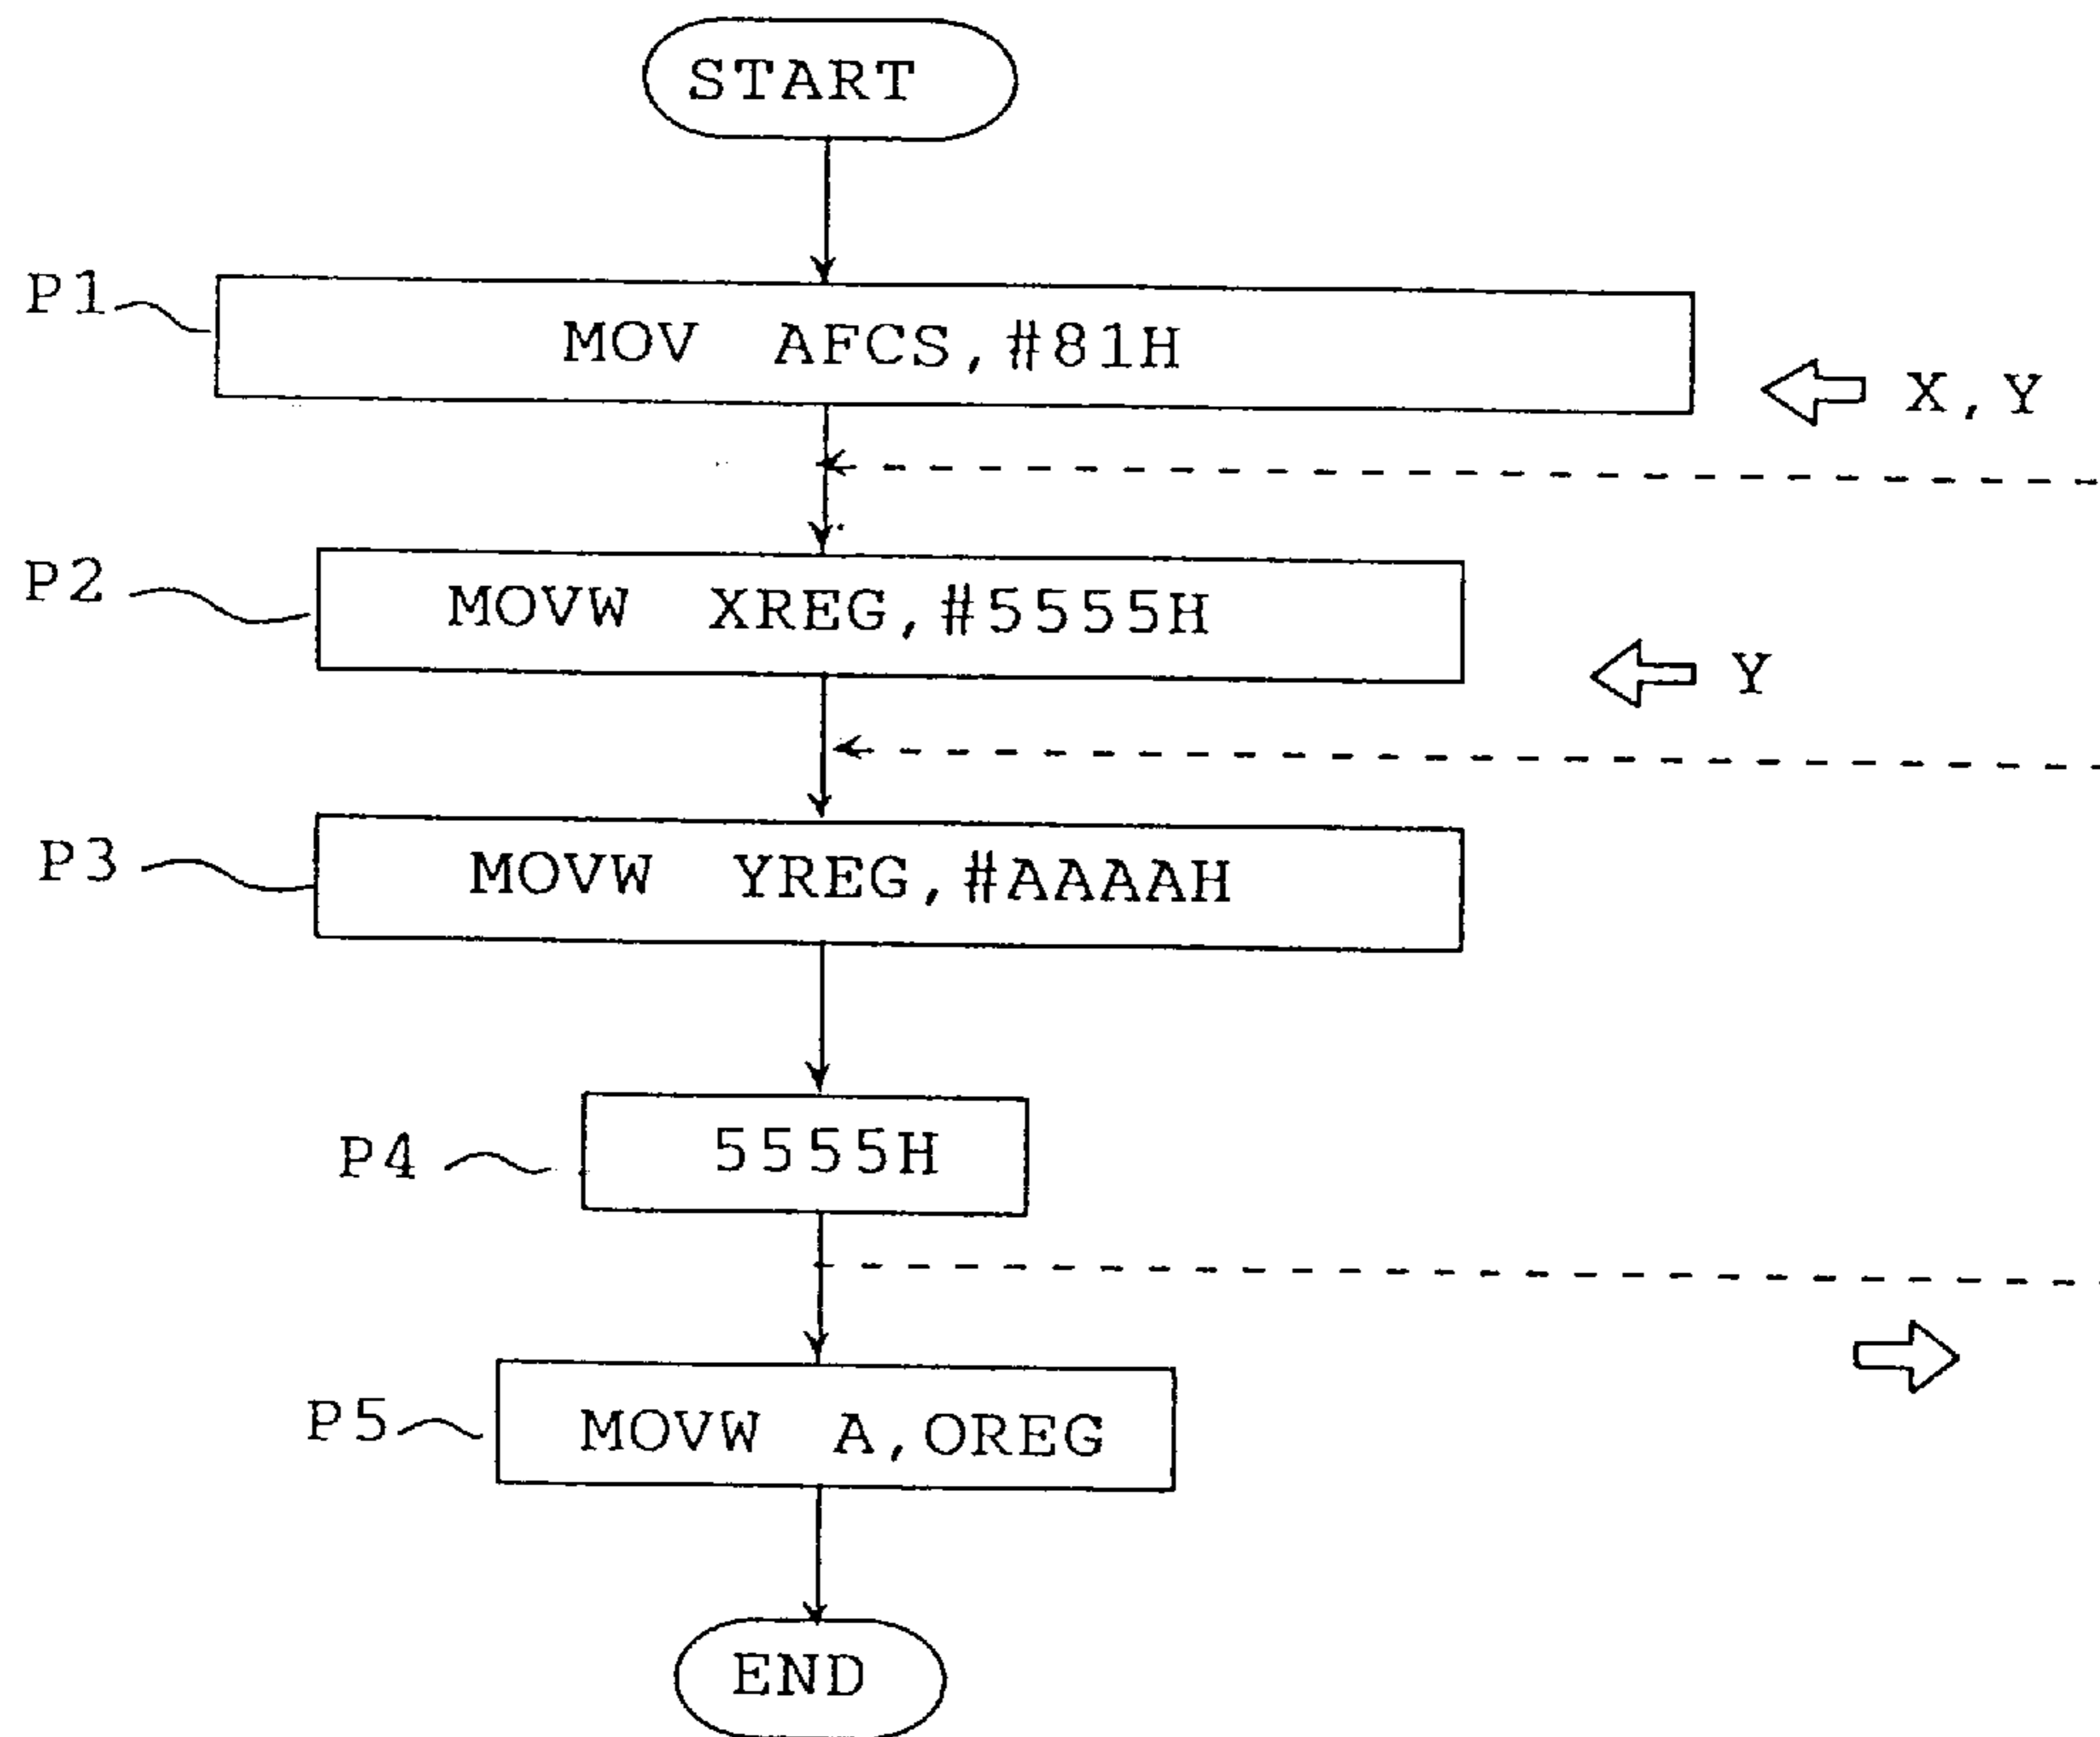 START
P1
MOV AFCS,#81H
X,Y
P2
MOVW XREG,#5555H
Y
P3
MOVW YREG,#AAAAH
P4
5555H
P5
MOVW A,OREG
END